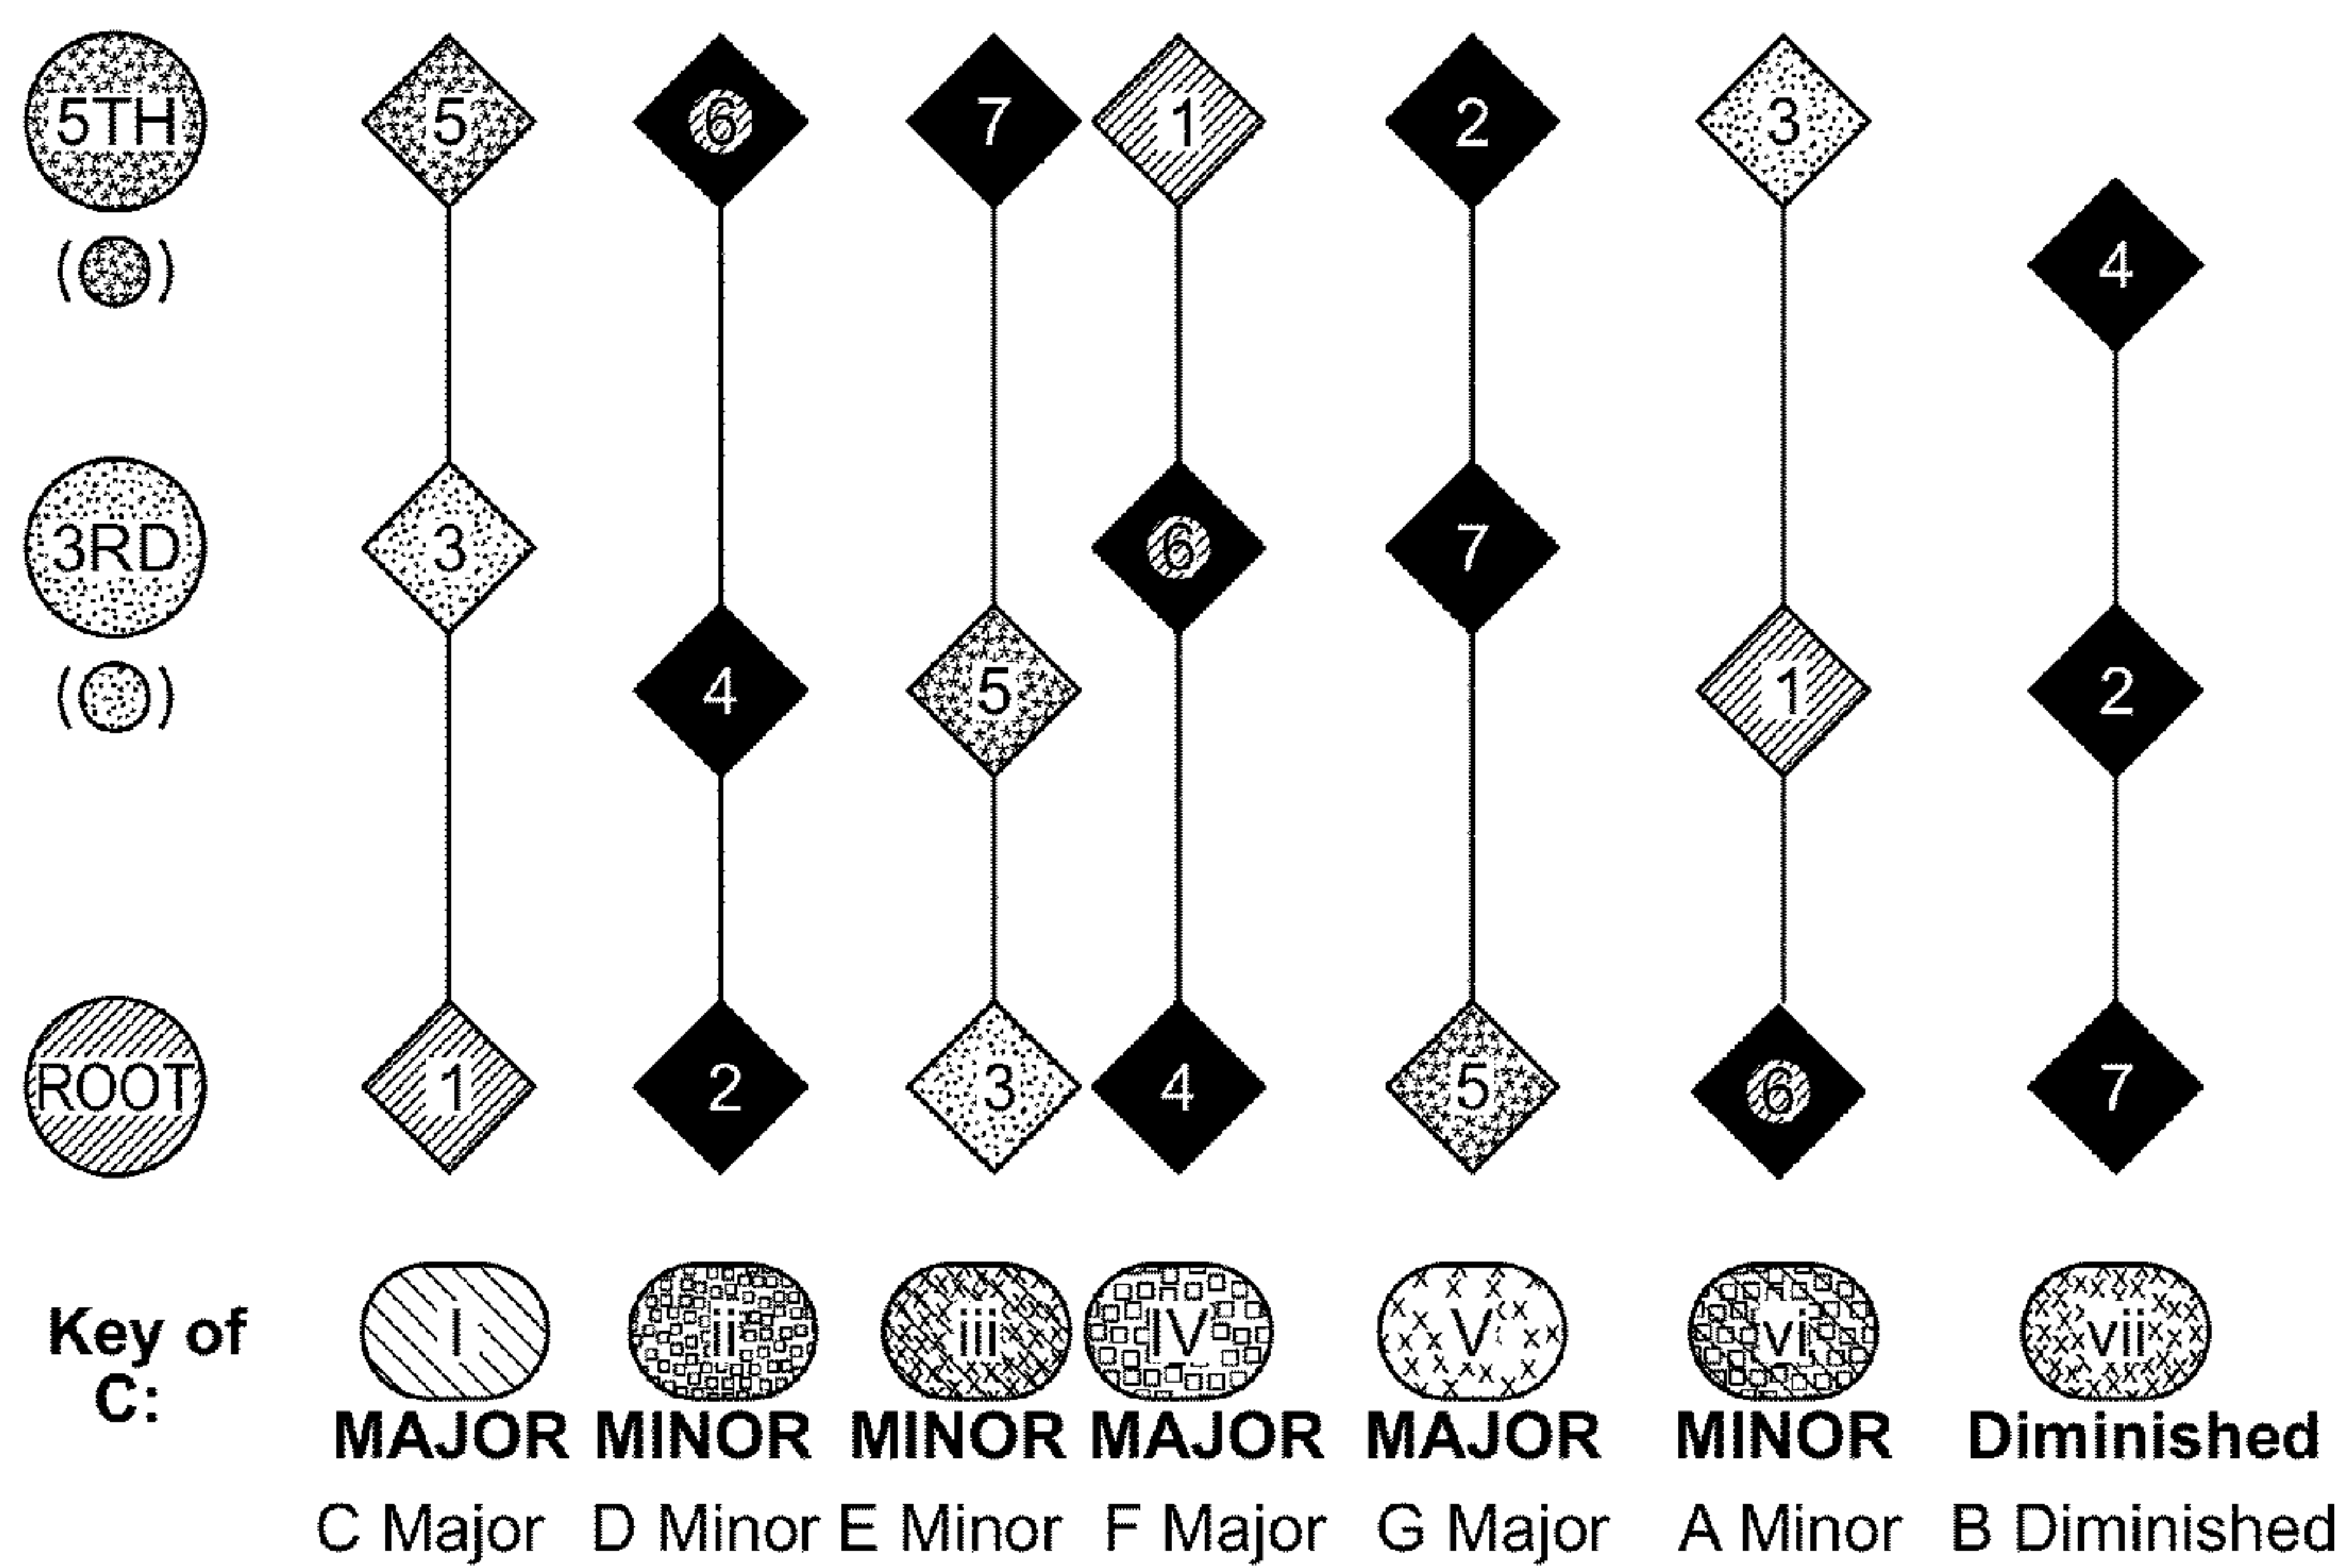 5TH 5 6 7 1 2 3
( ) 4
3RD 3 6 7
( ) 4 5 1 2
ROOT 1 2 3 4 5 6 7
Key of I ii iii IV V vi vii
C:
MAJOR MINOR MINOR MAJOR MAJOR MINOR Diminished
C Major D Minor E Minor F Major G Major A Minor B Diminished